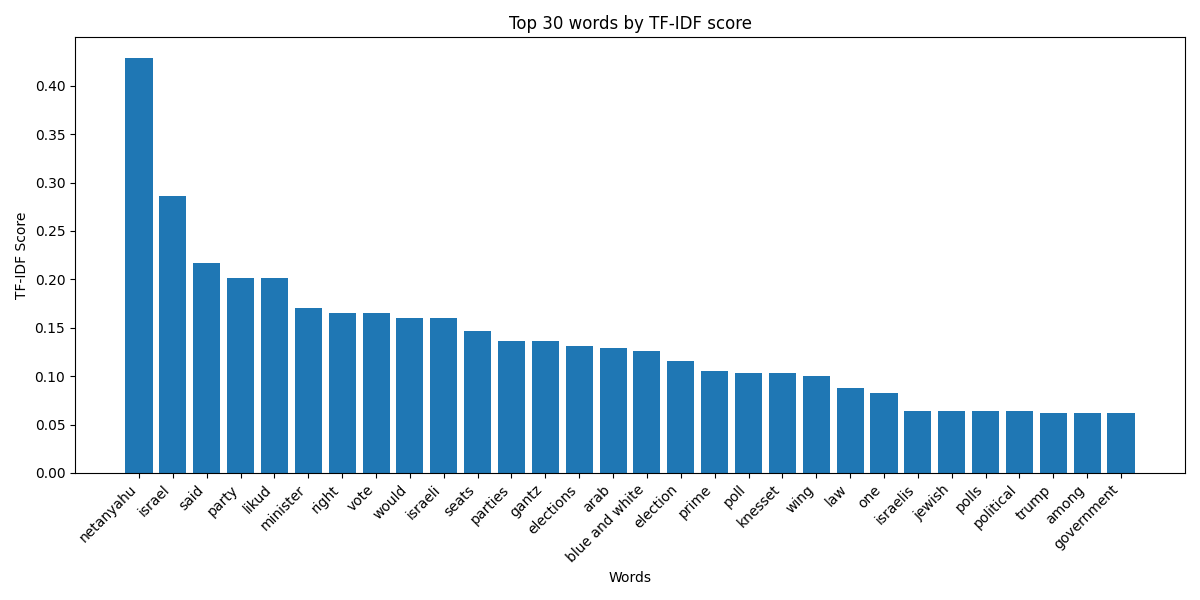 Top 30 words by TF-IDF score
TF-IDF Score
0.40
0.35
0.30
0.25
0.20
0.15
0.10
0.05
0.00
netanyahu
israel
said
party
likud
minister
right
vote
would
israeli
seats
parties
gantz
elections
arab
blue and white
election
prime
poll
knesset
wing
law
one
israelis
jewish
polls
political
trump
among
government
Words